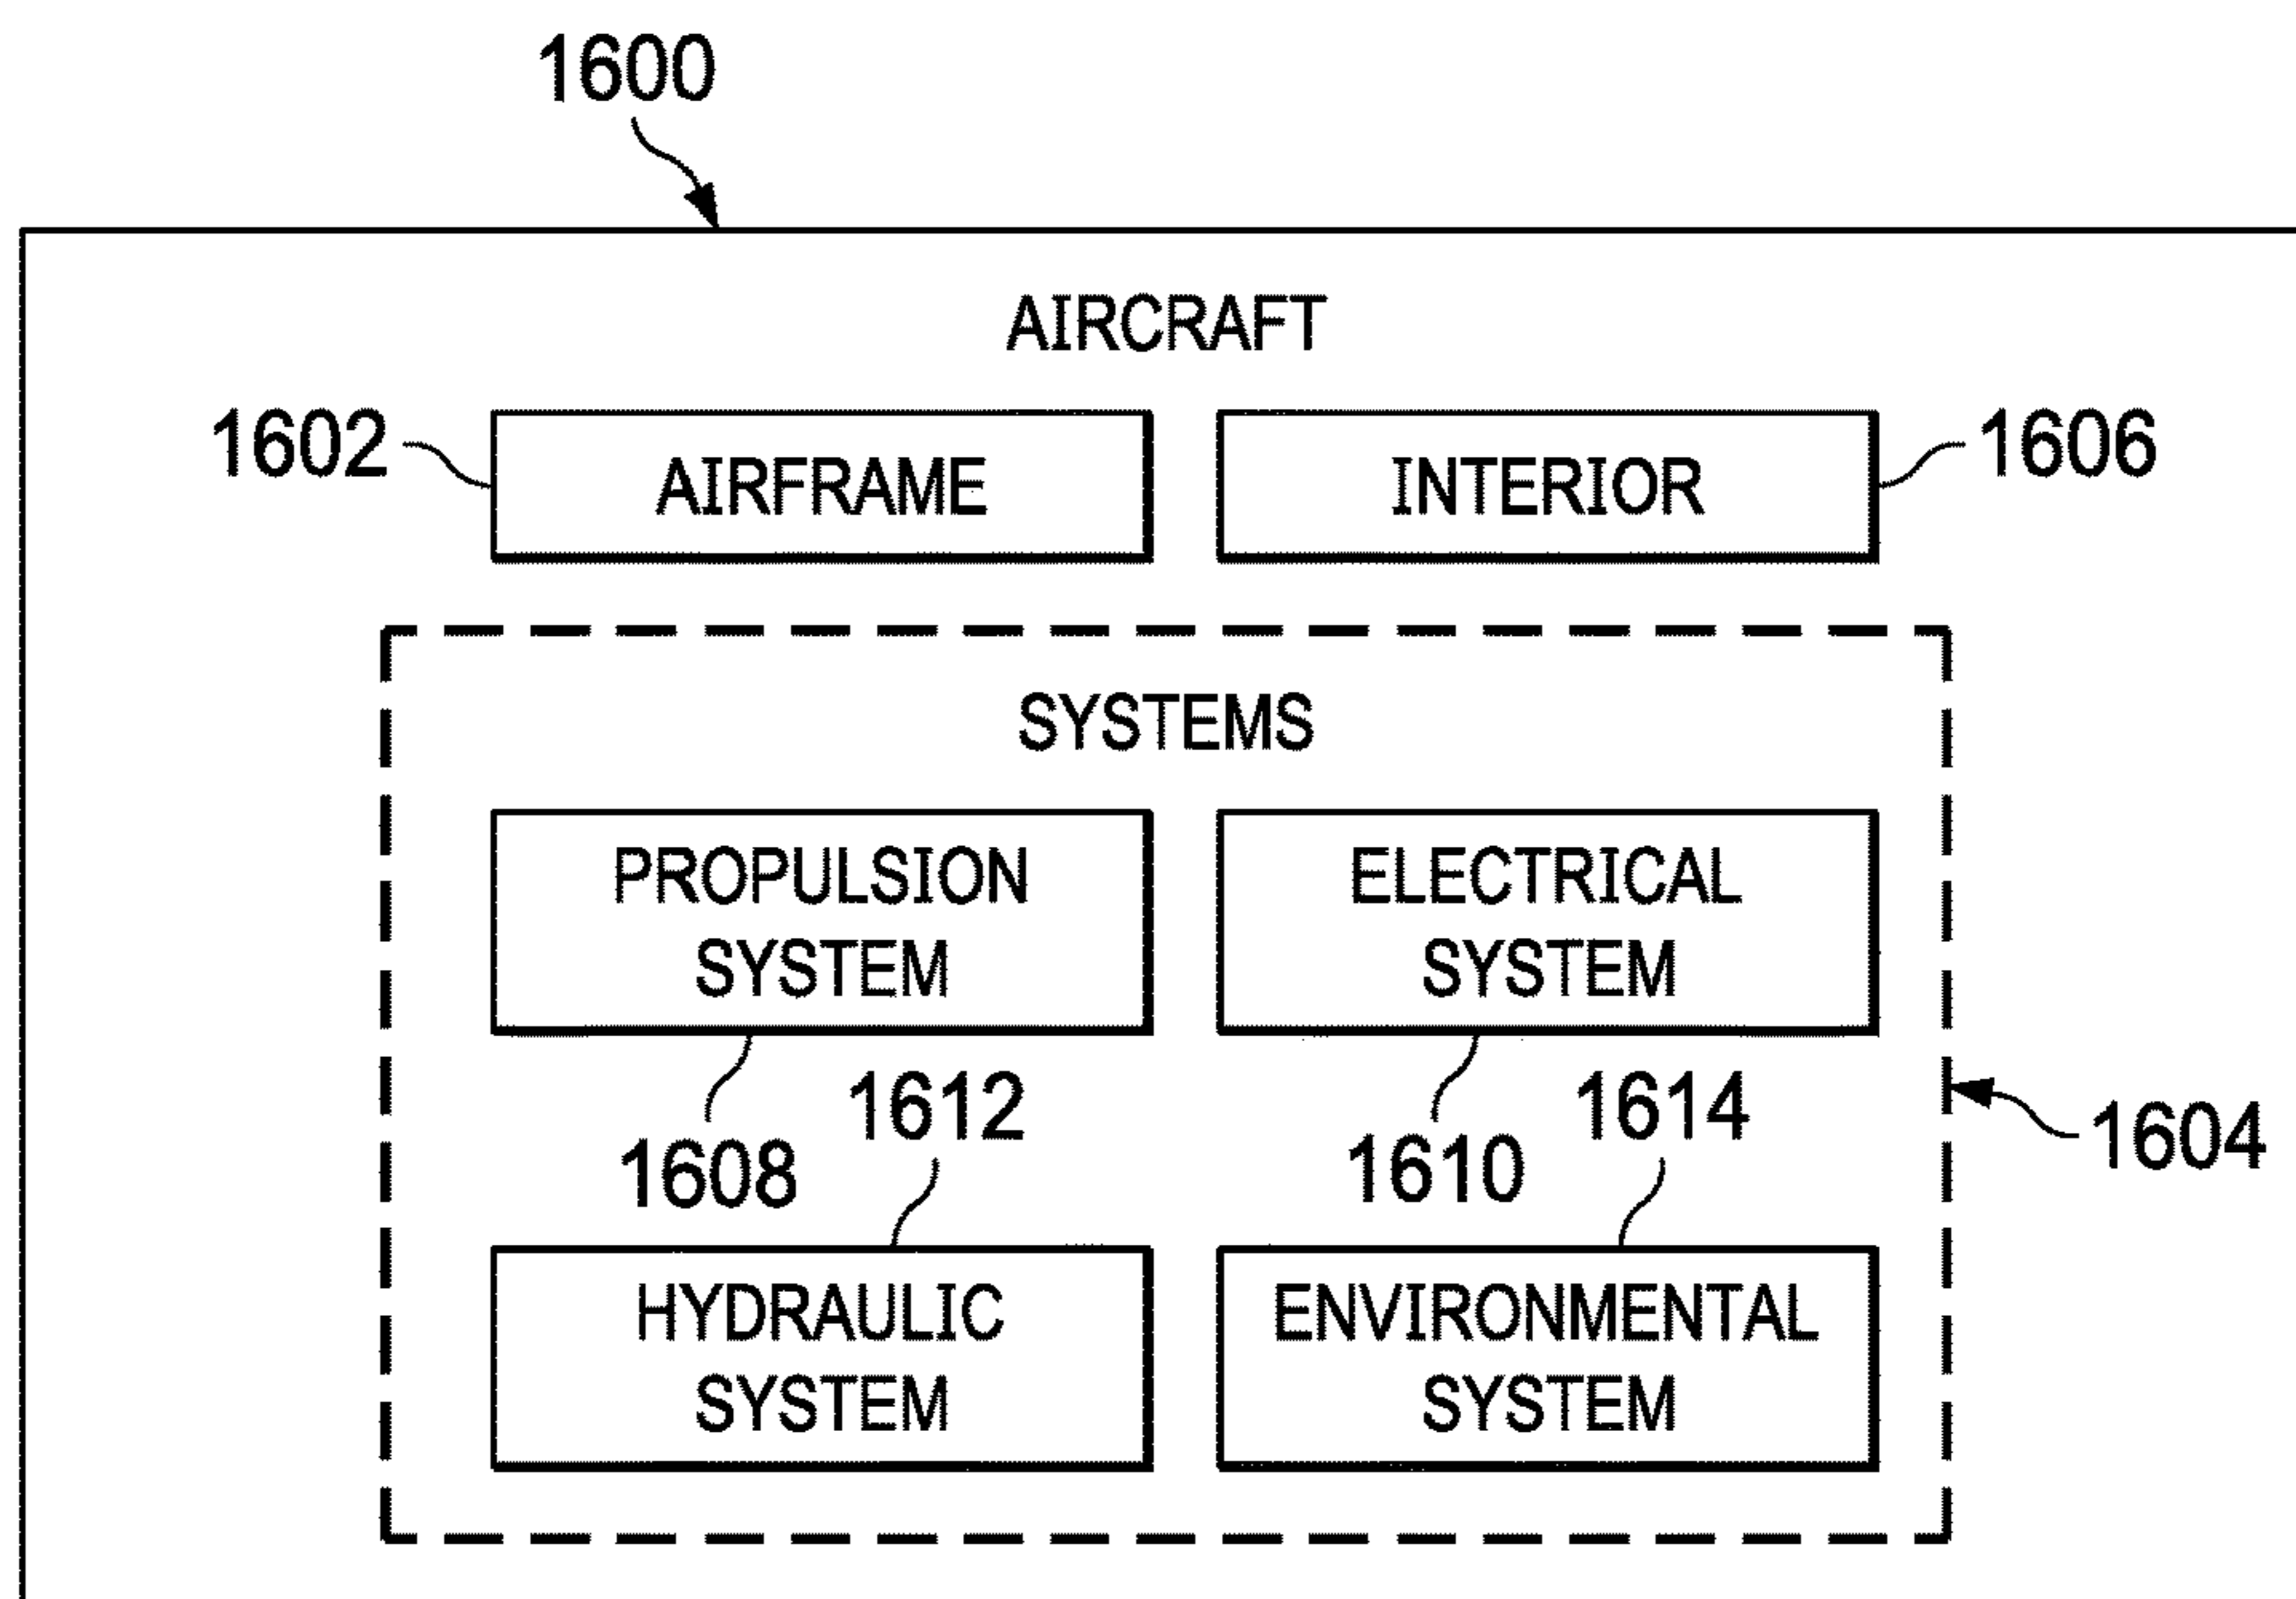 1600
AIRCRAFT
1602
AIRFRAME
INTERIOR
1606
SYSTEMS
PROPULSION
SYSTEM
ELECTRICAL
SYSTEM
1608
1612
1610
1614
1604
HYDRAULIC
SYSTEM
ENVIRONMENTAL
SYSTEM